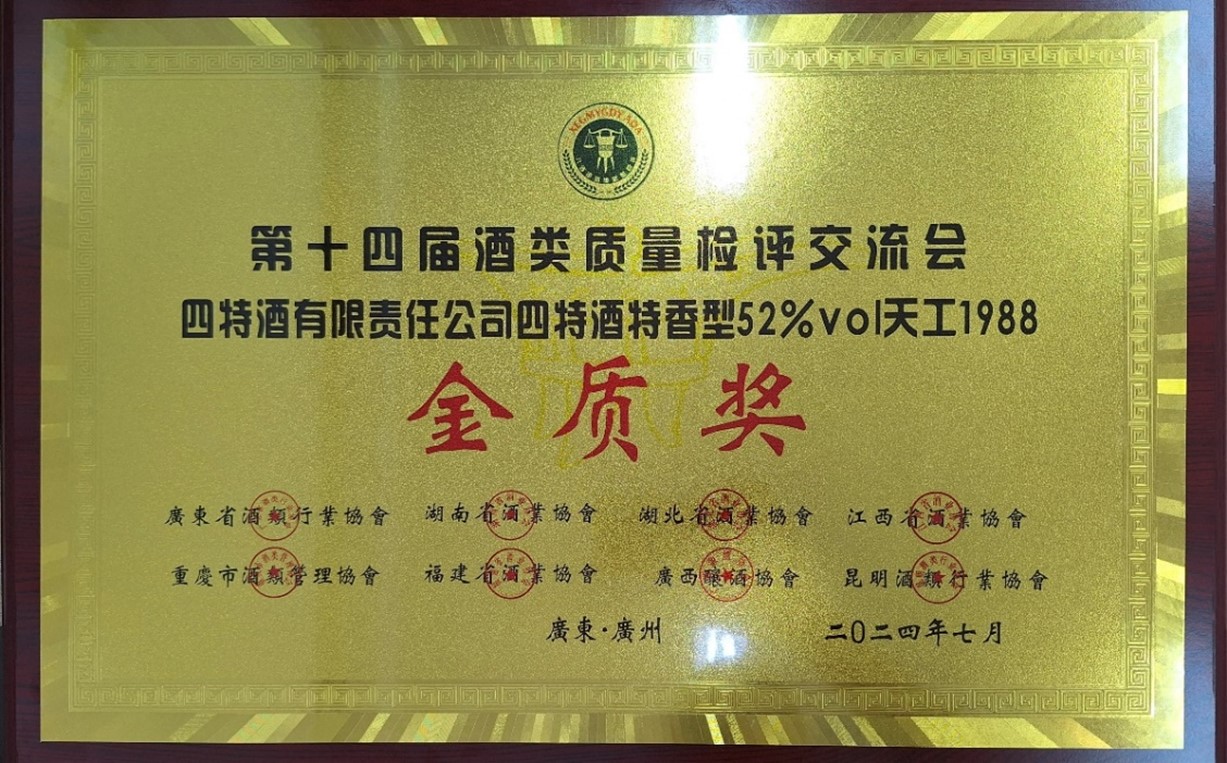 XEGMYGDYADA
第十四届酒类质量检评交流会
四特酒有限责任公司四特酒特香型52%vol天工1988
金质奖
廣東省酒類行業協會 湖南省酒業協會 湖北省酒業協會 江西省酒業協會
重慶市酒類管理協會 福建省酒業協會 廣西釀酒協會 昆明酒類行業協會
廣東·廣州 二〇二四年七月